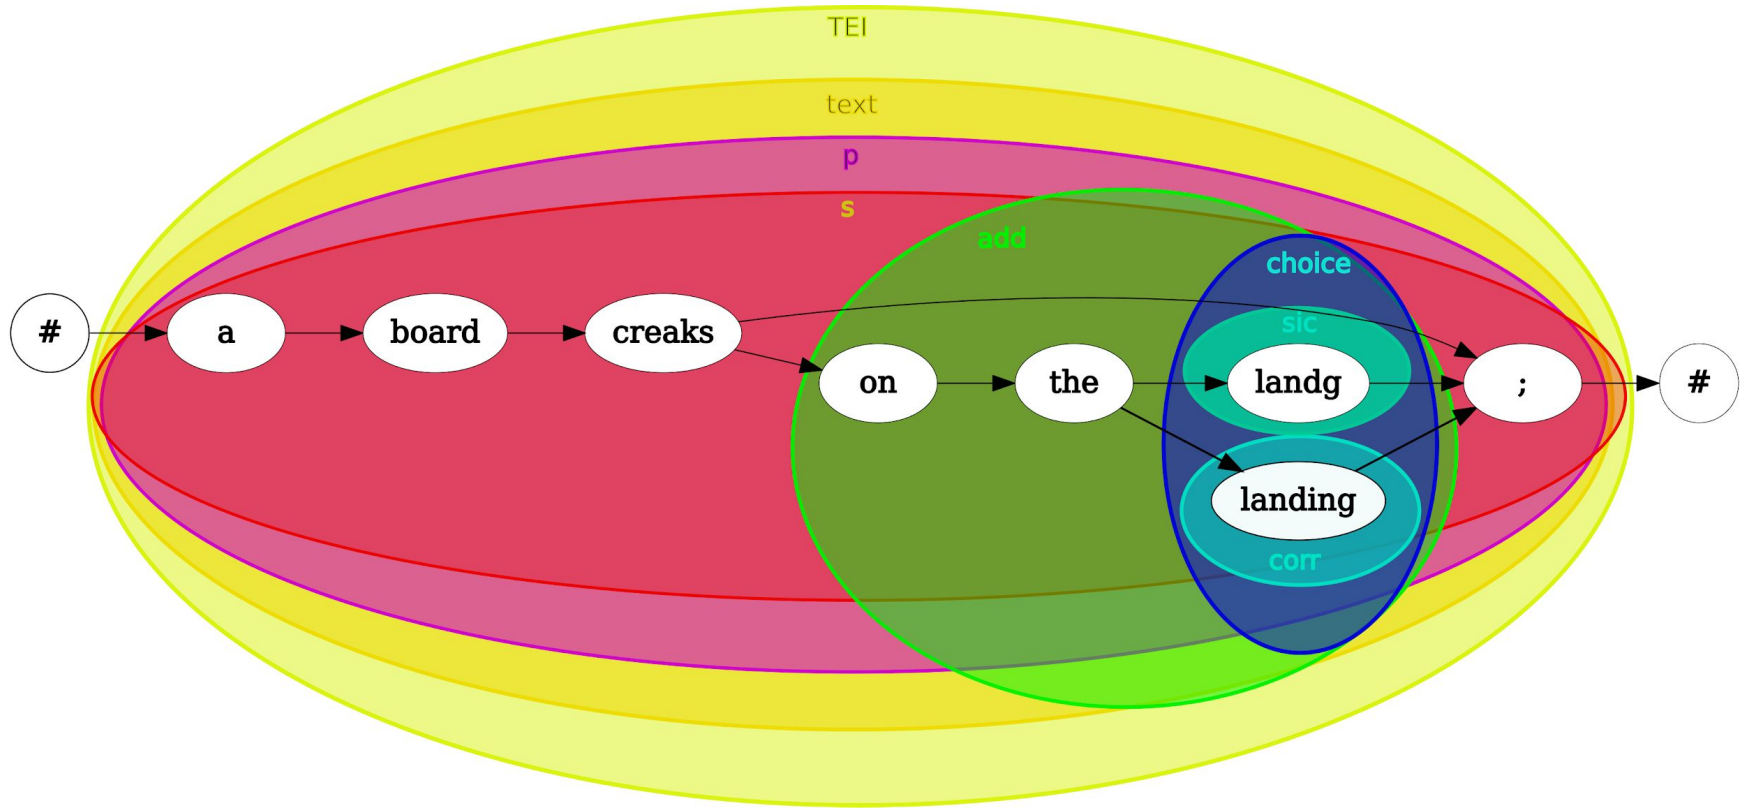 TEI
text
p
s
add
choice
sic
# a board creaks on the landg ; #
landing
corr